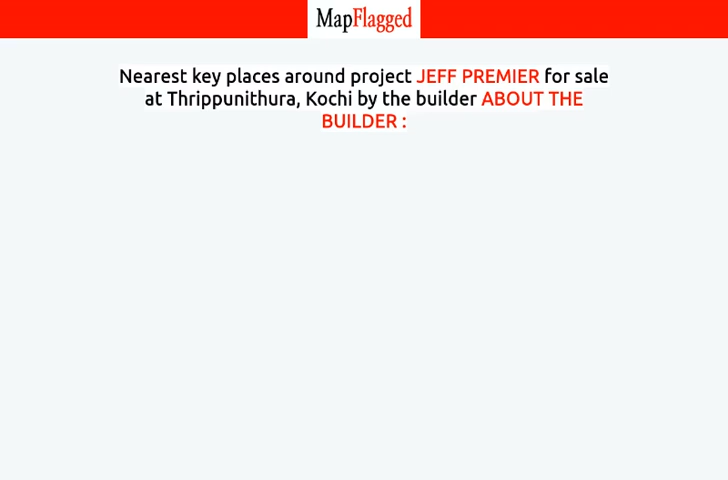 MapFlagged
Nearest key places around project JEFF PREMIER for sale
at Thrippunithura, Kochi by the builder ABOUT THE
BUILDER :